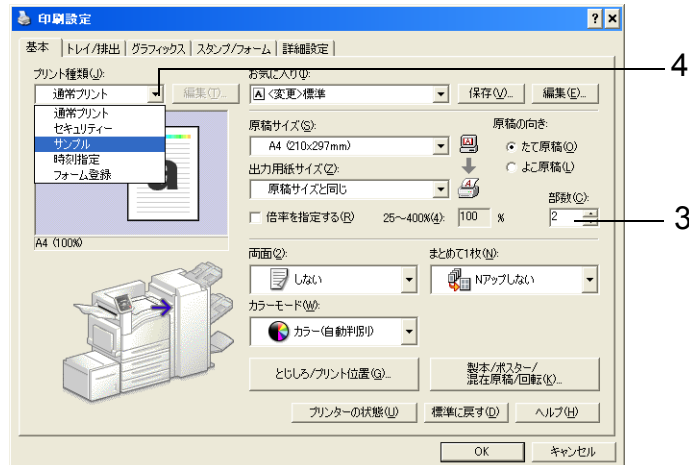 印刷設定
基本 トレイ/排出 グラフィックス スタンプ/フォーム 詳細設定
プリント種類(J):
通常プリント 編集(T)...
通常プリント
セキュリティー
サンプル
時刻指定
フォーム登録
a
A4 (100%)
お気に入り(I):
A <変更>標準 保存(V)... 編集(E)...
4
原稿サイズ(S):
A4 (210x297mm)
原稿の向き:
たて原稿(O)
よこ原稿(L)
出力用紙サイズ(Z):
原稿サイズと同じ
倍率を指定する(R) 25～400%(4): 100 %
部数(C):
2
3
両面(2):
しない
まとめて1枚(N):
Nアップしない
カラーモード(W):
カラー(自動判別)
とじしろ/プリント位置(G)...
製本/ポスター/
混在原稿/回転(K)...
プリンターの状態(U) 標準に戻す(D) ヘルプ(H)
OK キャンセル